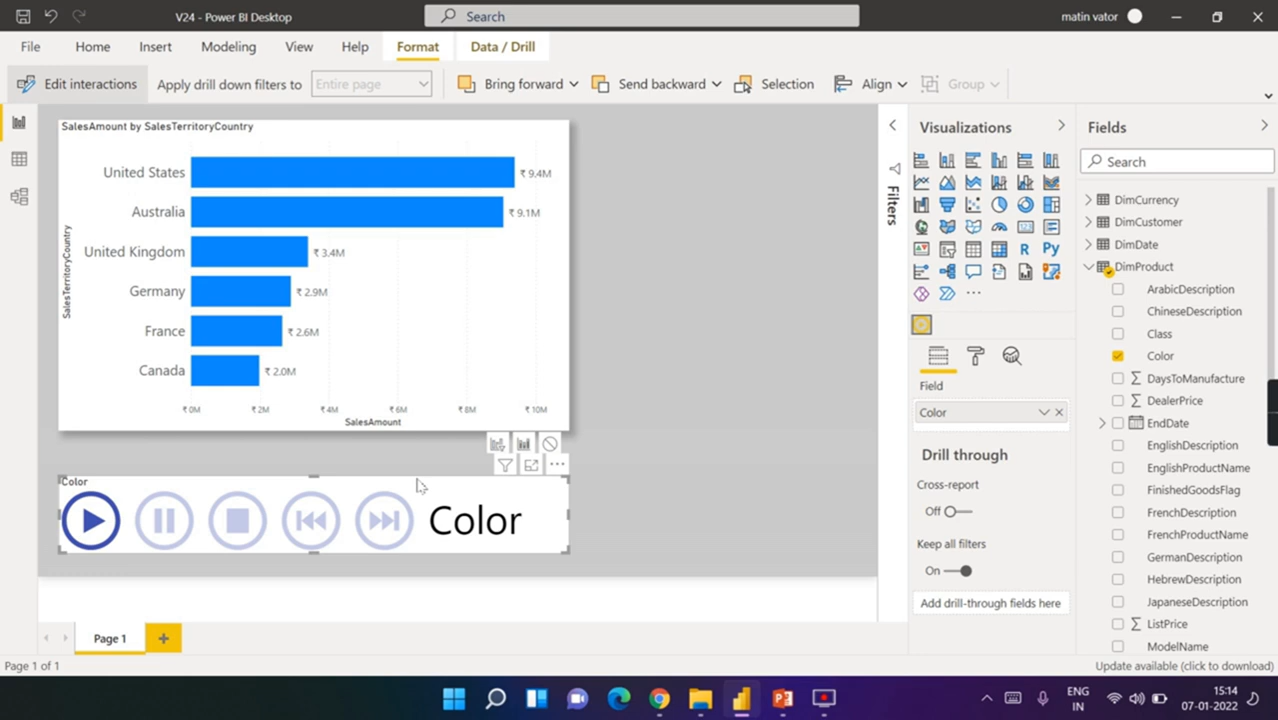 V24 - Power BI Desktop
Search
matin vator
File Home Insert Modeling View Help Format Data / Drill
Edit interactions Apply drill down filters to Entire page Bring forward Send backward Selection Align Group
SalesAmount by SalesTerritoryCountry
SalesTerritoryCountry
United States ₹ 9.4M
Australia ₹ 9.1M
United Kingdom ₹ 3.4M
Germany ₹ 2.9M
France ₹ 2.6M
Canada ₹ 2.0M
₹ 0M ₹ 2M ₹ 4M ₹ 6M ₹ 8M ₹ 10M
SalesAmount
Color
Color
Page 1
Page 1 of 1
Filters
Visualizations
R Py
Field
Color
Drill through
Cross-report
Off
Keep all filters
On
Add drill-through fields here
Fields
Search
DimCurrency
DimCustomer
DimDate
DimProduct
ArabicDescription
ChineseDescription
Class
Color
DaysToManufacture
DealerPrice
EndDate
EnglishDescription
EnglishProductName
FinishedGoodsFlag
FrenchDescription
FrenchProductName
GermanDescription
HebrewDescription
JapaneseDescription
ListPrice
ModelName
Update available (click to download)
ENG
IN
15:14
07-01-2022